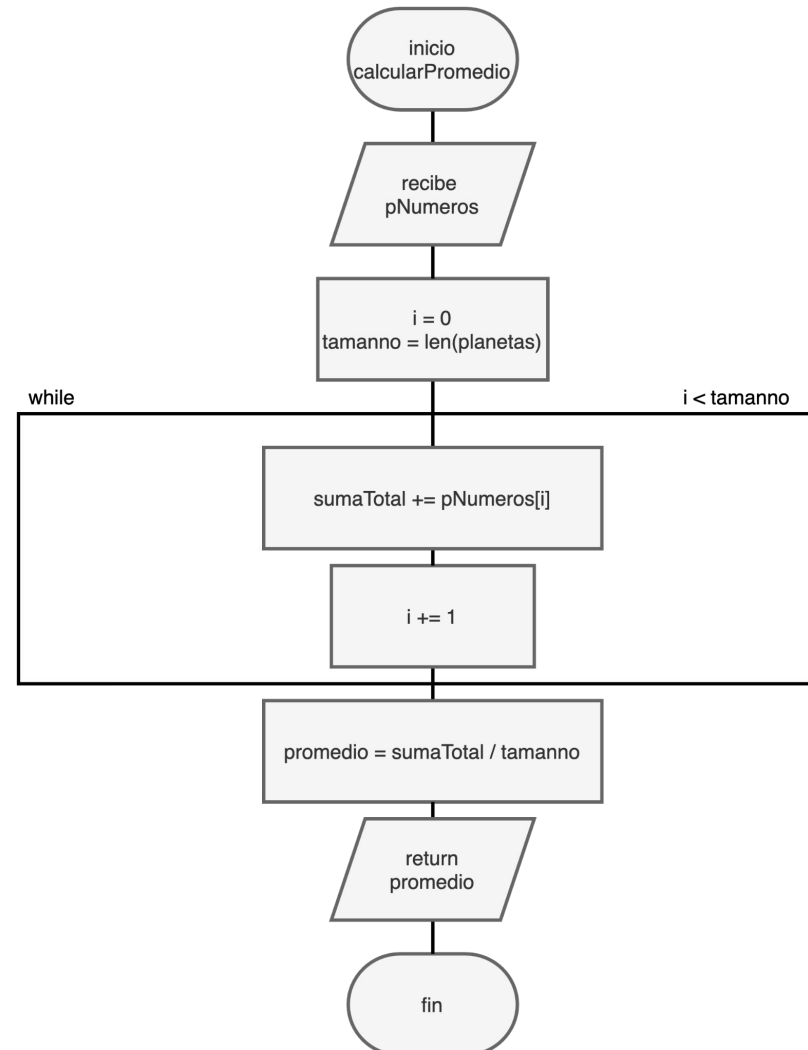 inicio
calcularPromedio
recibe
pNumeros
i = 0
tamanno = len(planetas)
while
i < tamanno
sumaTotal += pNumeros[i]
i += 1
promedio = sumaTotal / tamanno
return
promedio
fin